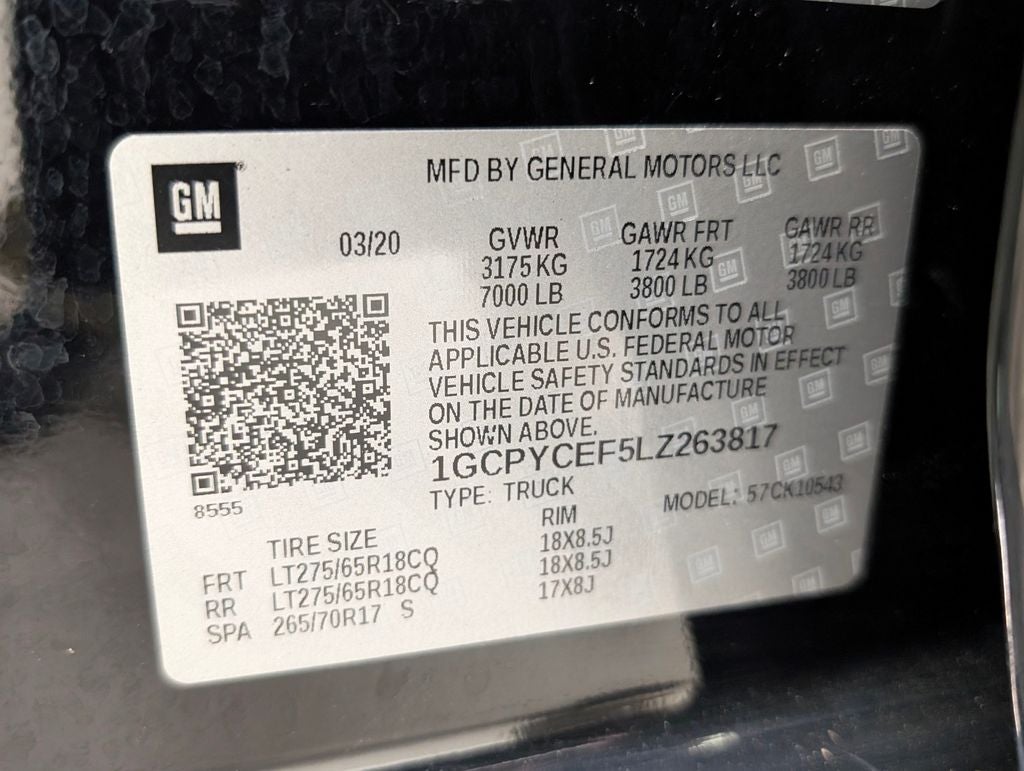 GM
MFD BY GENERAL MOTORS LLC
03/20
GVWR GAWR FRT GAWR RR
3175 KG 1724 KG 1724 KG
7000 LB 3800 LB 3800 LB
THIS VEHICLE CONFORMS TO ALL
APPLICABLE U.S. FEDERAL MOTOR
VEHICLE SAFETY STANDARDS IN EFFECT
ON THE DATE OF MANUFACTURE
SHOWN ABOVE.
1GCPYCEF5LZ263817
TYPE: TRUCK MODEL: 57CK10543
8555
TIRE SIZE RIM
FRT LT275/65R18CQ 18X8.5J
RR LT275/65R18CQ 18X8.5J
SPA 265/70R17 S 17X8J